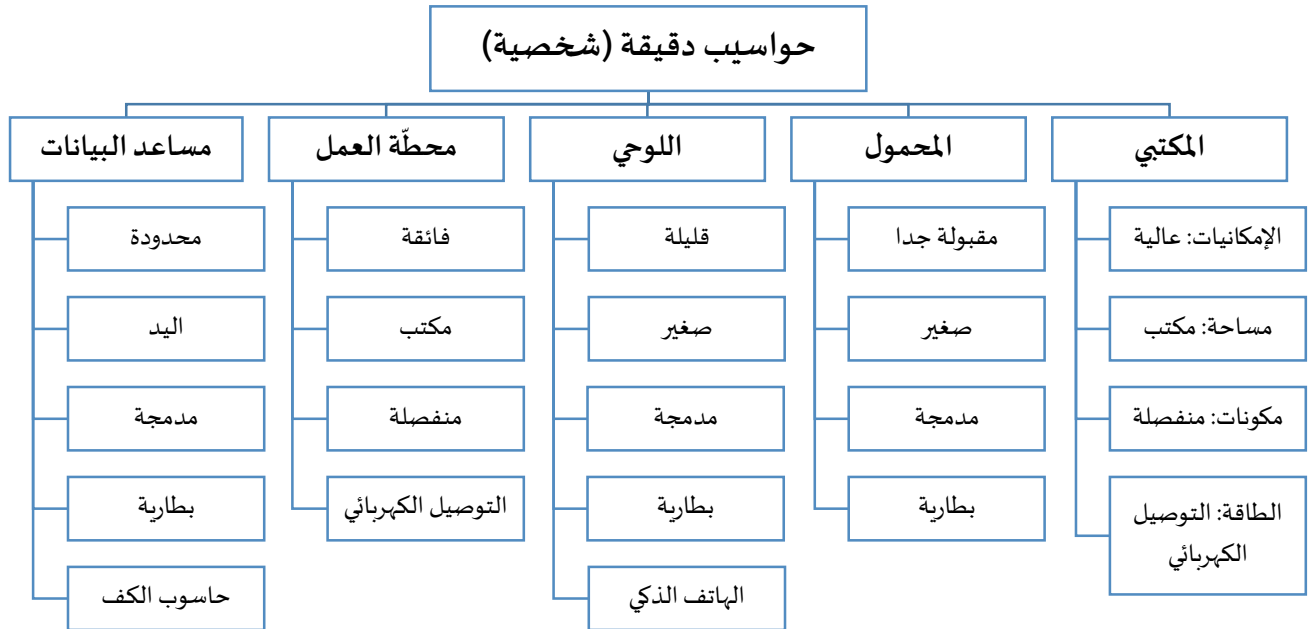 حواسيب دقيقة (شخصية)
المكتبي
الإمكانيات: عالية
مساحة: مكتب
مكونات: منفصلة
الطاقة: التوصيل
الكهربائي
المحمول
مقبولة جدا
صغير
مدمجة
بطارية
اللوحي
قليلة
صغير
مدمجة
بطارية
الهاتف الذكي
محطّة العمل
فائقة
مكتب
منفصلة
التوصيل الكهربائي
مساعد البيانات
محدودة
اليد
مدمجة
بطارية
حاسوب الكف